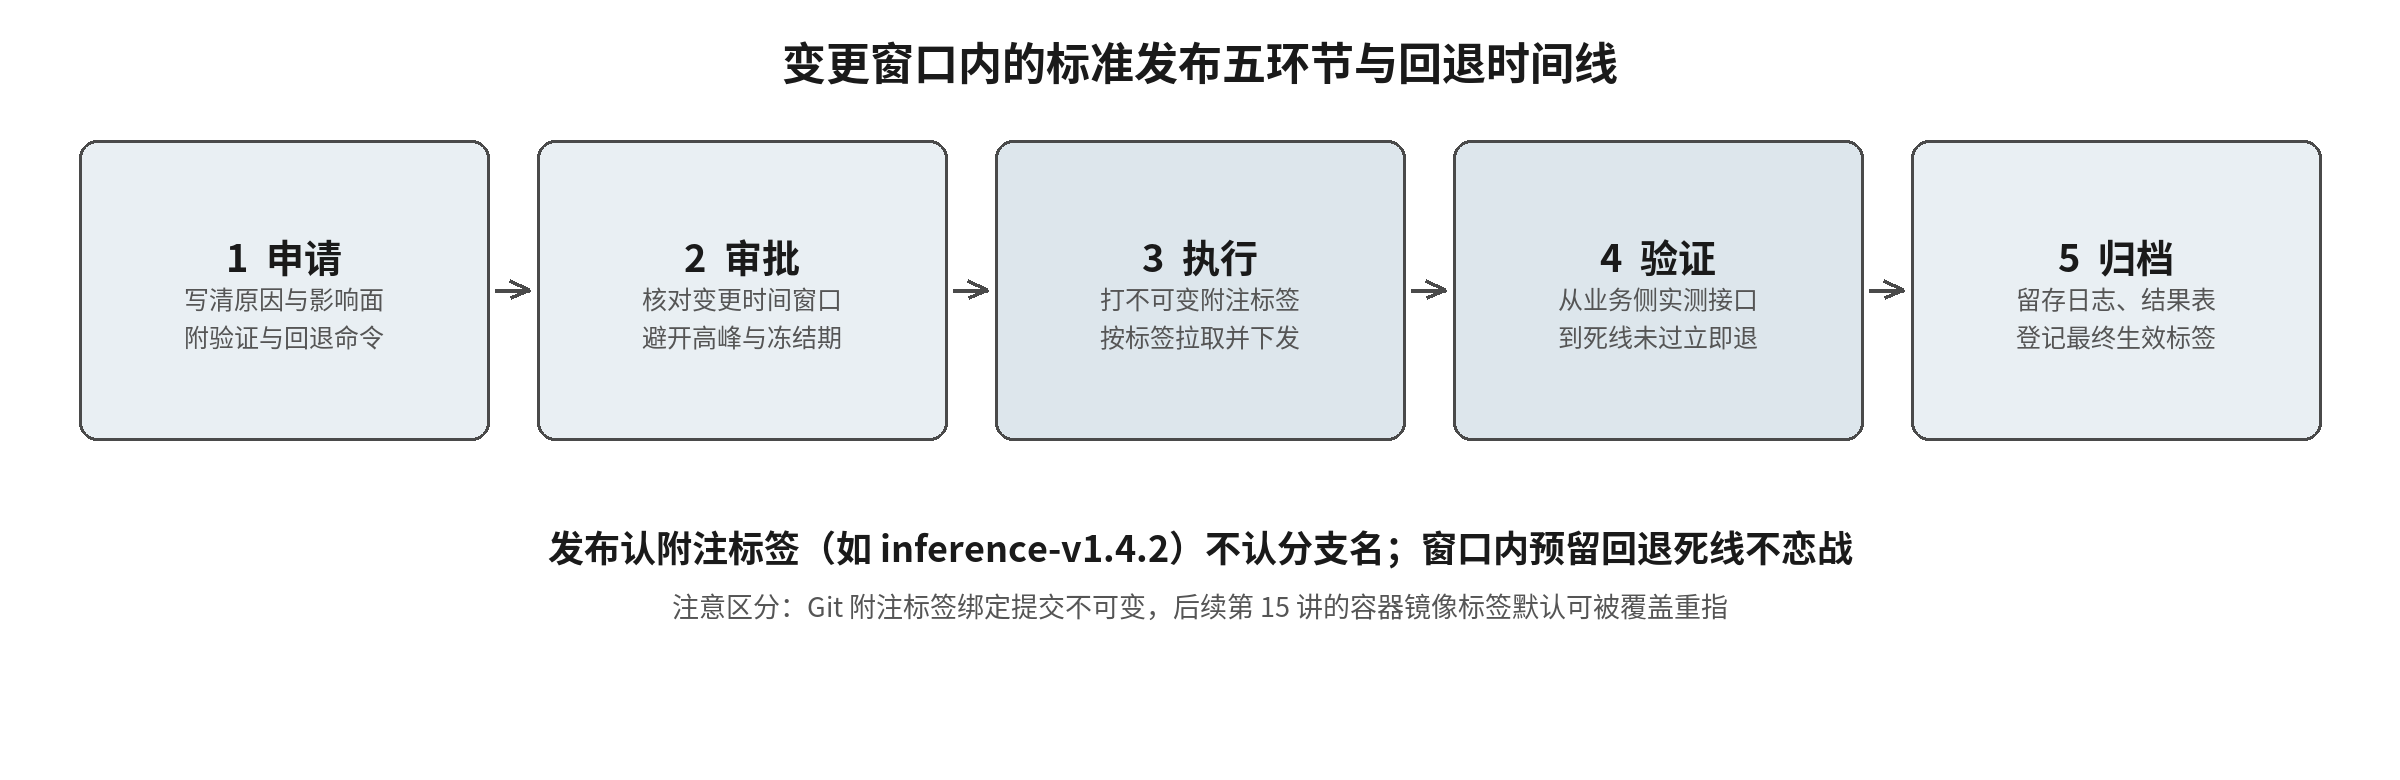 变更窗口内的标准发布五环节与回退时间线
1 申请
写清原因与影响面
附验证与回退命令
2 审批
核对变更时间窗口
避开高峰与冻结期
3 执行
打不可变附注标签
按标签拉取并下发
4 验证
从业务侧实测接口
到死线未过立即退
5 归档
留存日志、结果表
登记最终生效标签
发布认附注标签（如 inference-v1.4.2）不认分支名；窗口内预留回退死线不恋战
注意区分：Git 附注标签绑定提交不可变，后续第 15 讲的容器镜像标签默认可被覆盖重指